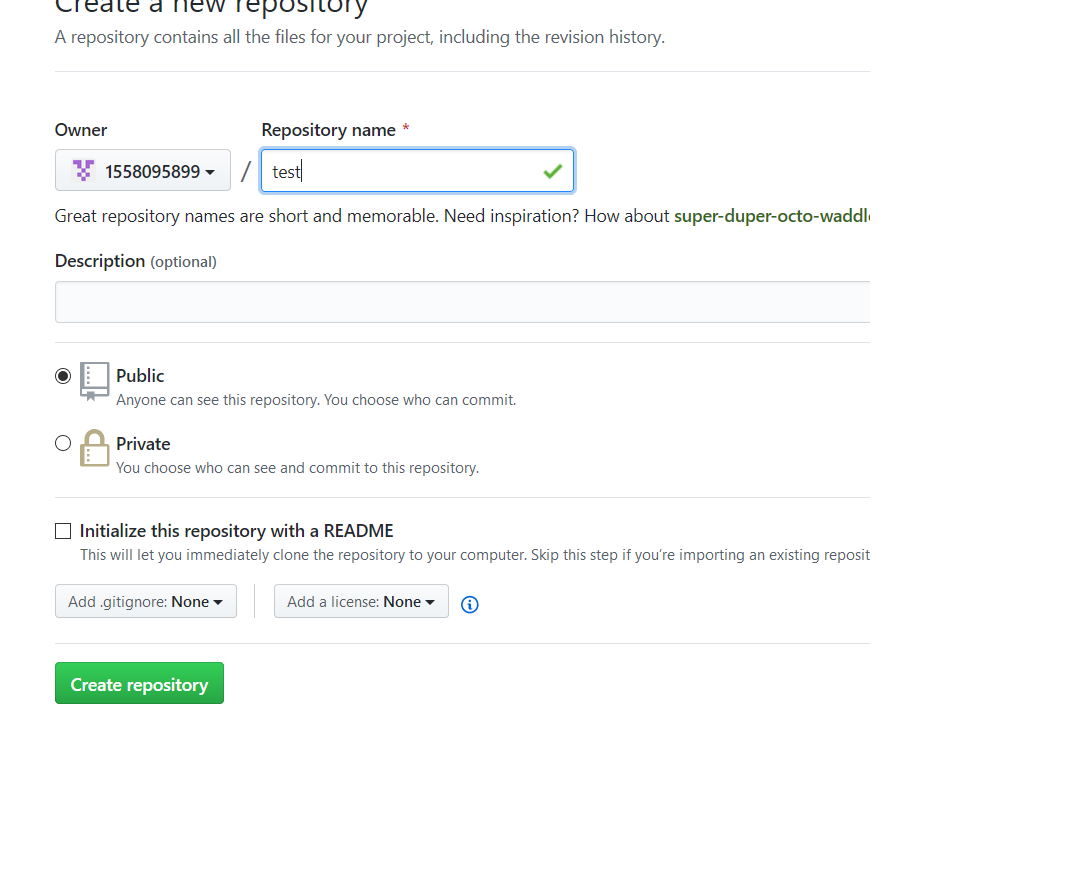 Create a new repository
A repository contains all the files for your project, including the revision history.
Owner
Repository name *
1558095899
/
test
Great repository names are short and memorable. Need inspiration? How about super-duper-octo-waddl
Description (optional)
Public
Anyone can see this repository. You choose who can commit.
Private
You choose who can see and commit to this repository.
Initialize this repository with a README
This will let you immediately clone the repository to your computer. Skip this step if you’re importing an existing reposit
Add .gitignore: None
Add a license: None
Create repository